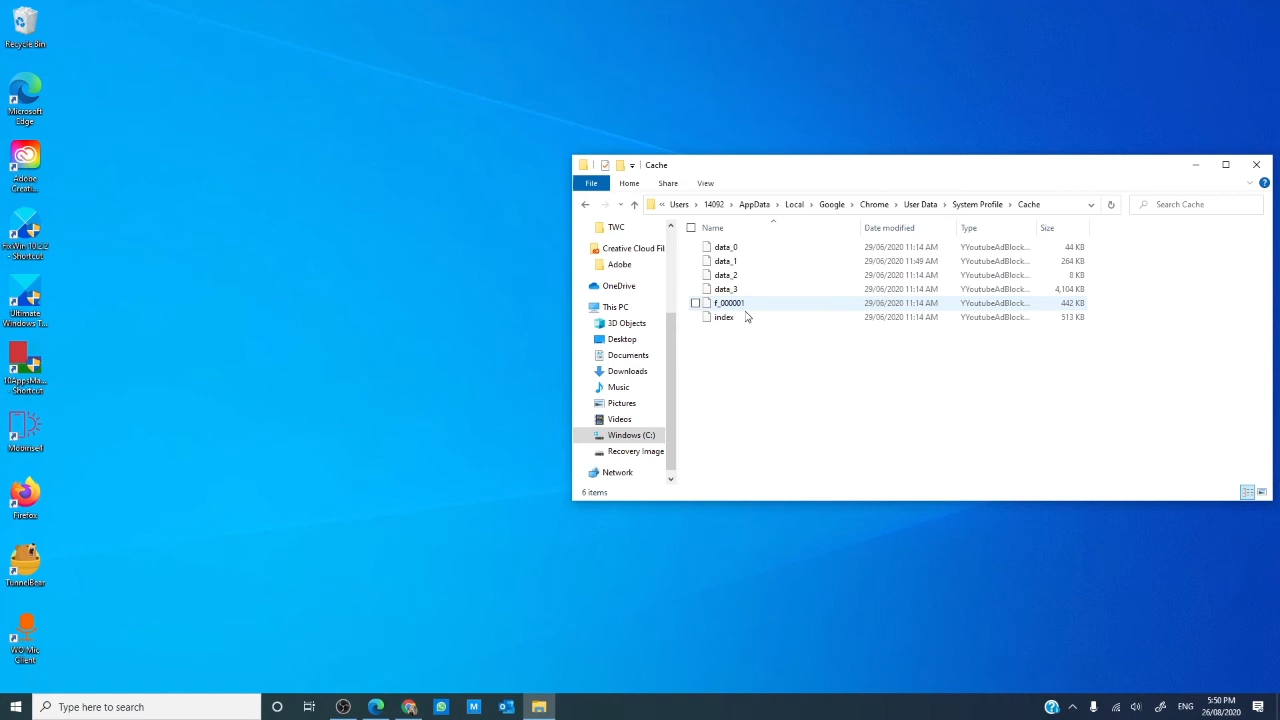 Recycle Bin
Microsoft
Edge
Adobe
Creati...
FixWin 10.2.2
- Shortcut
Ultimate
Windows T...
10AppsMa...
- Shortcut
Mobirise4
Firefox
TunnelBear
WO Mic
Client
Cache
File
Home
Share
View
« Users > 14092 > AppData > Local > Google > Chrome > User Data > System Profile > Cache
Search Cache
TWC
Creative Cloud Fil
Adobe
OneDrive
This PC
3D Objects
Desktop
Documents
Downloads
Music
Pictures
Videos
Windows (C:)
Recovery Image
Network
Name Date modified Type Size
data_0 29/06/2020 11:14 AM YYoutubeAdBlock... 44 KB
data_1 29/06/2020 11:49 AM YYoutubeAdBlock... 264 KB
data_2 29/06/2020 11:14 AM YYoutubeAdBlock... 8 KB
data_3 29/06/2020 11:14 AM YYoutubeAdBlock... 4,104 KB
f_000001 29/06/2020 11:14 AM YYoutubeAdBlock... 442 KB
index 29/06/2020 11:14 AM YYoutubeAdBlock... 513 KB
6 items
Type here to search
M
ENG
5:50 PM
26/08/2020